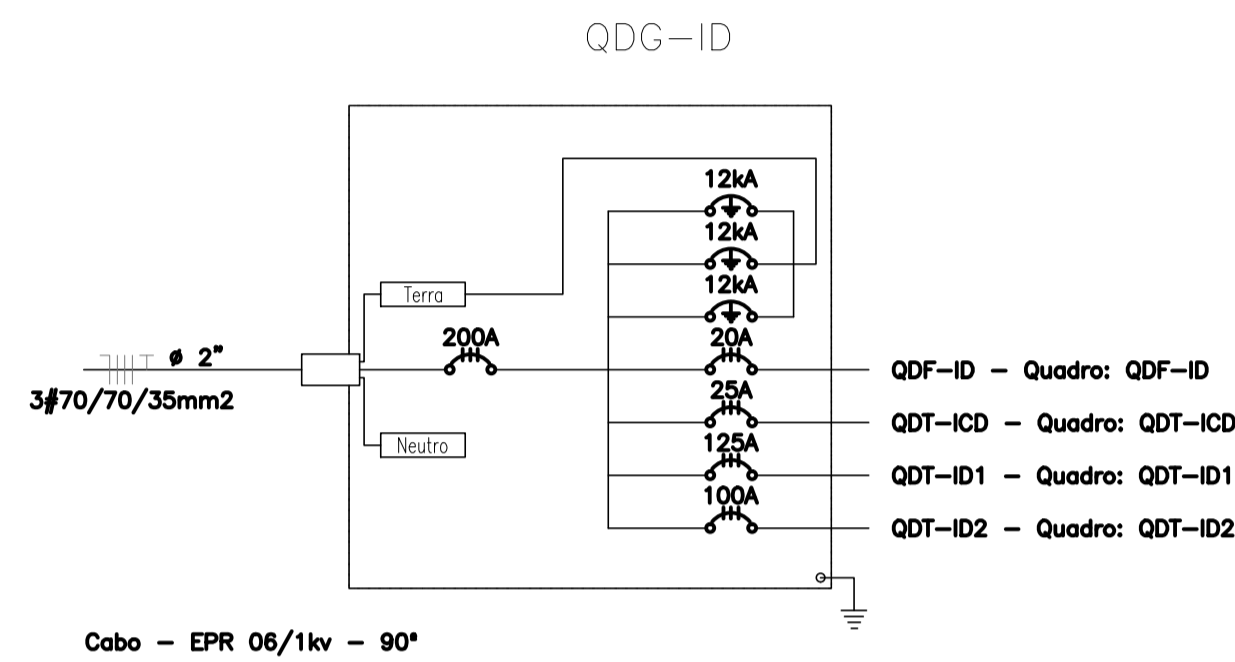 QDG-ID
12kA
12kA
12kA
Terra
200A
20A
ø 2"
QDF-ID - Quadro: QDF-ID
3#70/70/35mm2
25A
QDT-ICD - Quadro: QDT-ICD
Neutro
125A
QDT-ID1 - Quadro: QDT-ID1
100A
QDT-ID2 - Quadro: QDT-ID2
Cabo - EPR 06/1kv - 90°